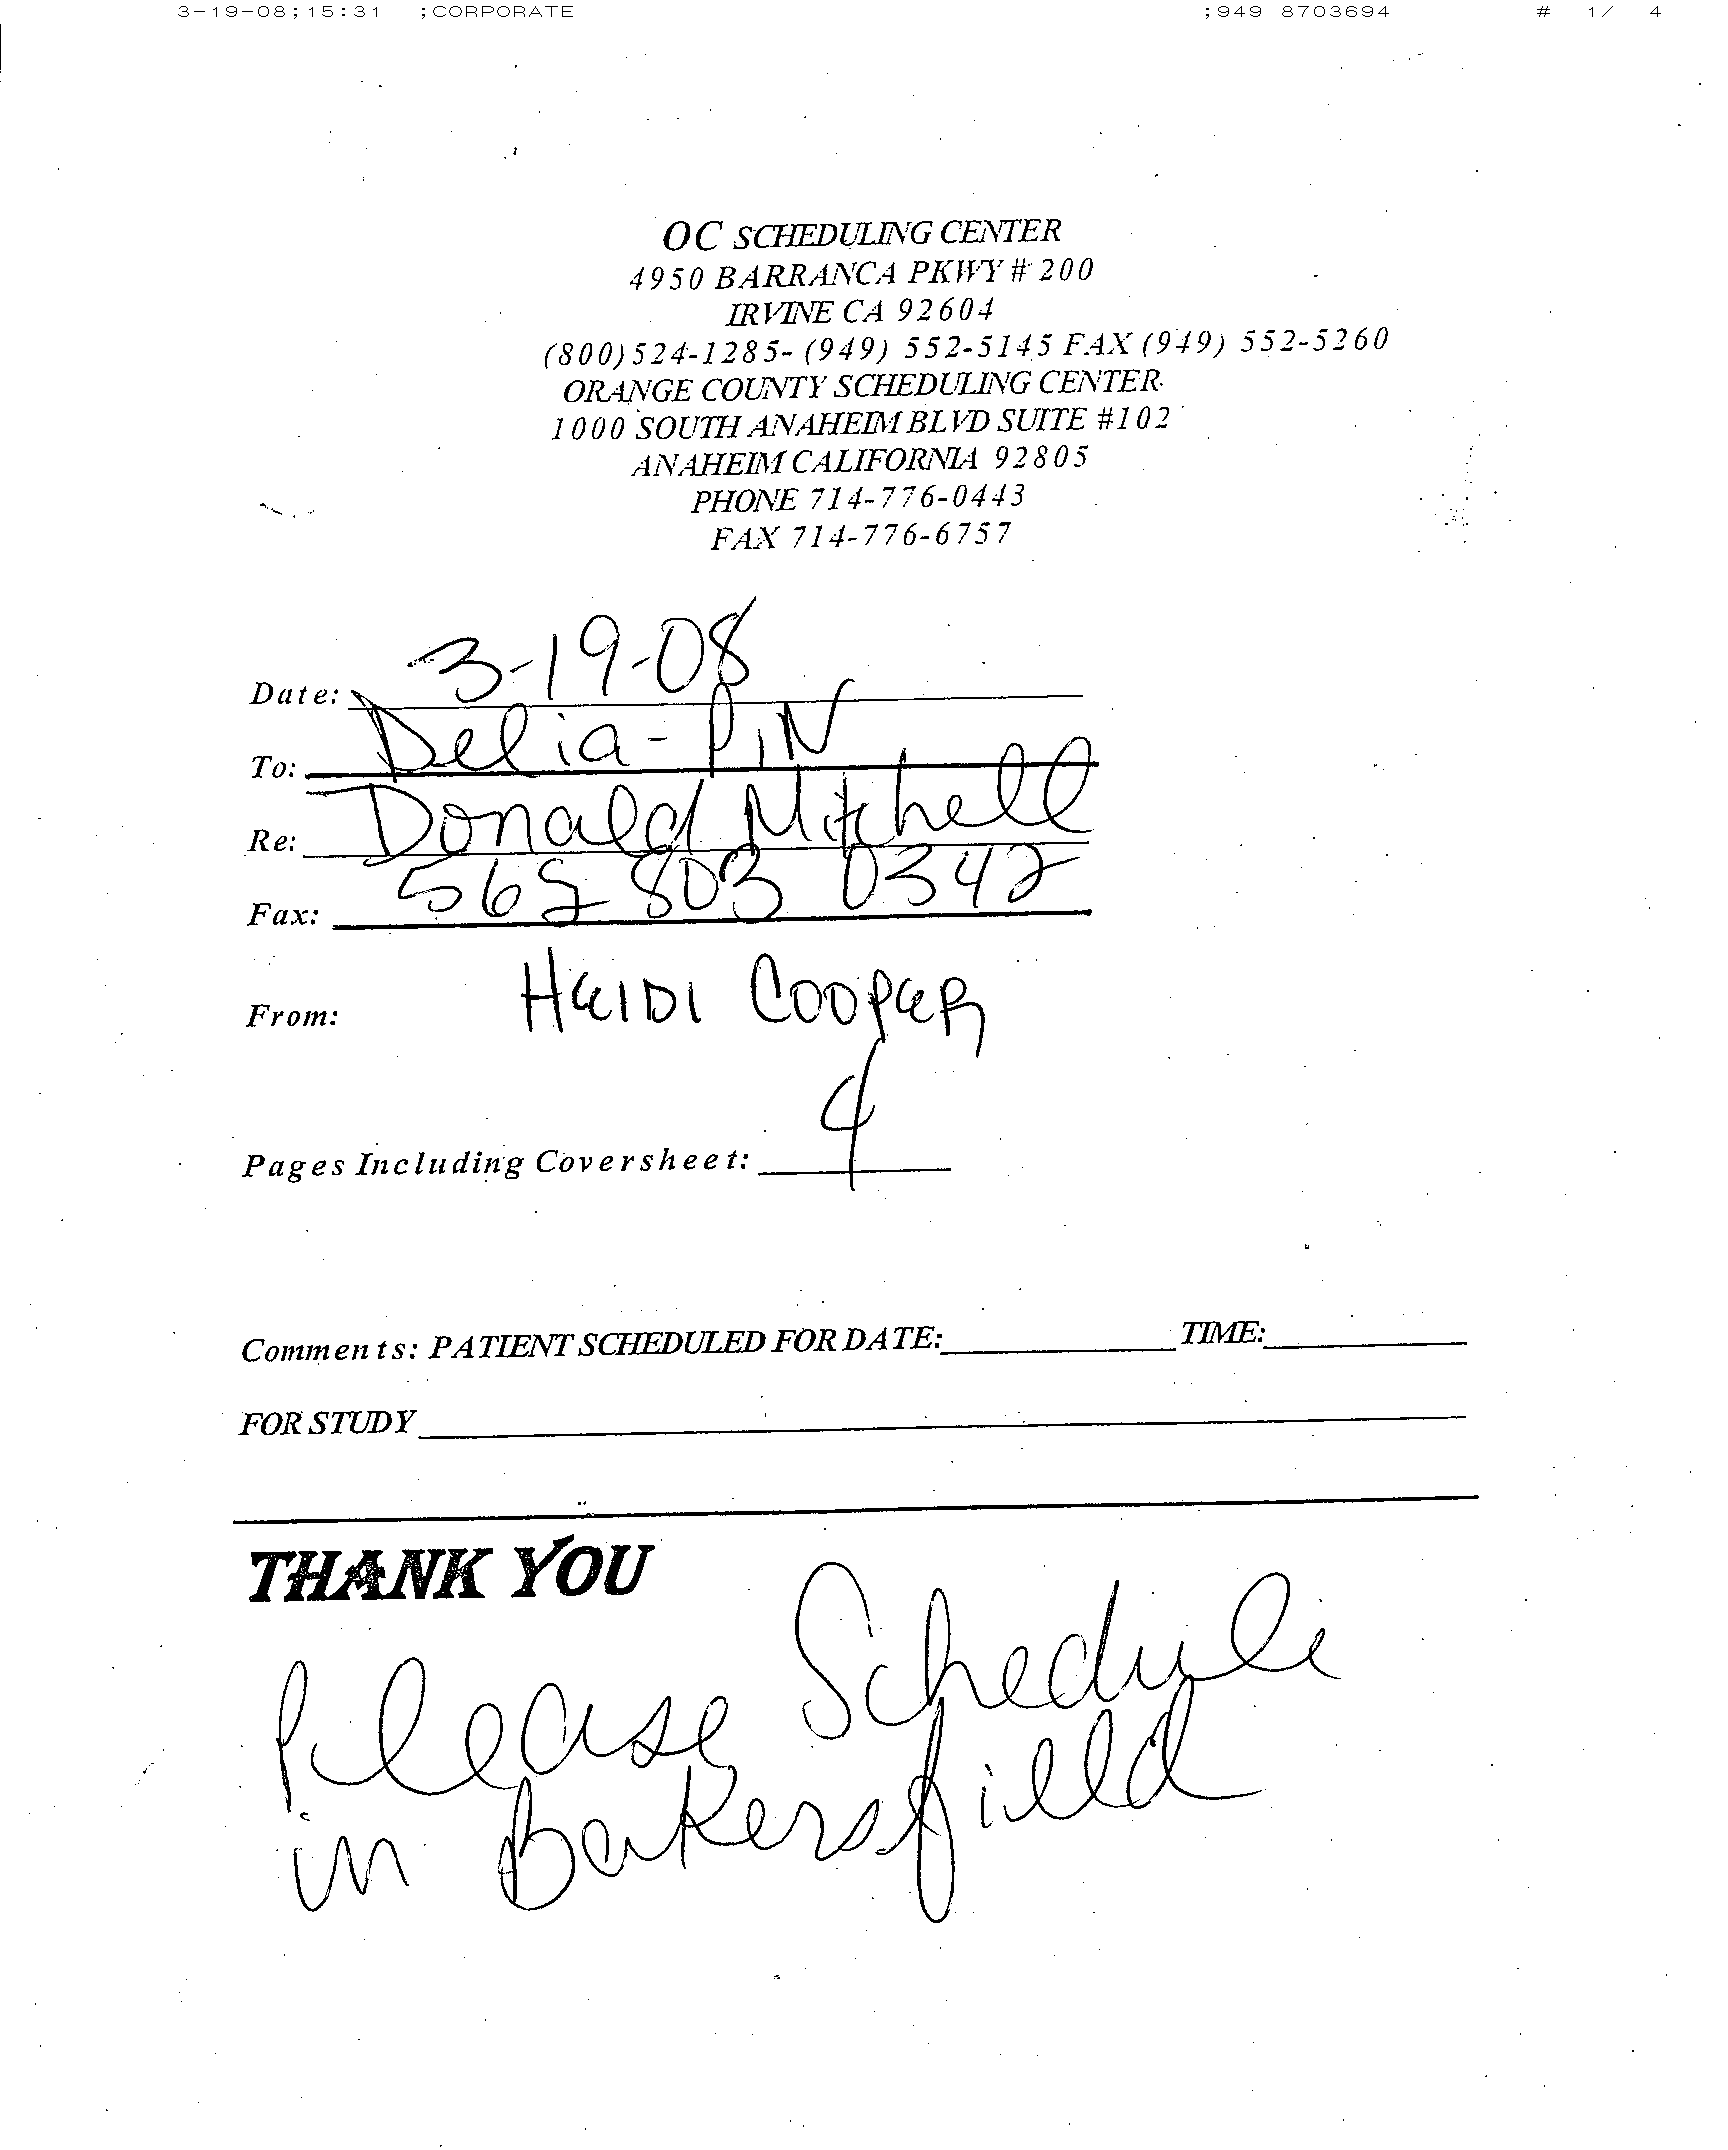 3-19-08;15:31 ;CORPORATE ;949 8703694 # 1/ 4
OC SCHEDULING CENTER
4950 BARRANCA PKWY # 200
IRVINE CA 92604
(800)524-1285- (949) 552-5145 FAX (949) 552-5260
ORANGE COUNTY SCHEDULING CENTER
1000 SOUTH ANAHEIM BLVD SUITE #102
ANAHEIM CALIFORNIA 92805
PHONE 714-776-0443
FAX 714-776-6757
Date: 3-19-08
To: Delia-PIN
Re: Donald Mitchell
Fax: 562 803 0342
From: HEIDI COOPER
Pages Including Coversheet: 4
Comments: PATIENT SCHEDULED FOR DATE: TIME:
FOR STUDY
THANK YOU
Please Schedule
in Bakersfield